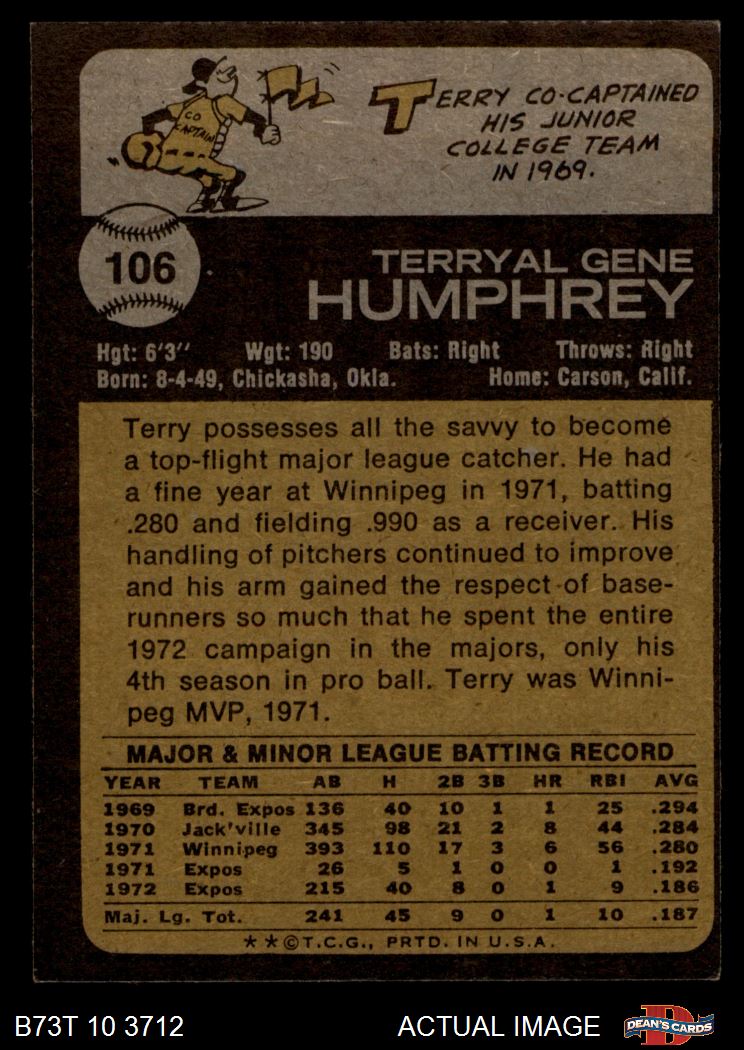 CO CAPTAIN
TERRY CO-CAPTAINED
HIS JUNIOR
COLLEGE TEAM
IN 1969.
106
TERRYAL GENE
HUMPHREY
Hgt: 6'3" Wgt: 190 Bats: Right Throws: Right
Born: 8-4-49, Chickasha, Okla. Home: Carson, Calif.
Terry possesses all the savvy to become
a top-flight major league catcher. He had
a fine year at Winnipeg in 1971, batting
.280 and fielding .990 as a receiver. His
handling of pitchers continued to improve
and his arm gained the respect of base-
runners so much that he spent the entire
1972 campaign in the majors, only his
4th season in pro ball. Terry was Winni-
peg MVP, 1971.
MAJOR & MINOR LEAGUE BATTING RECORD
YEAR TEAM AB H 2B 3B HR RBI AVG
1969 Brd. Expos 136 40 10 1 1 25 .294
1970 Jack'ville 345 98 21 2 8 44 .284
1971 Winnipeg 393 110 17 3 6 56 .280
1971 Expos 26 5 1 0 0 1 .192
1972 Expos 215 40 8 0 1 9 .186
Maj. Lg. Tot. 241 45 9 0 1 10 .187
**©T.C.G., PRTD. IN U.S.A.
B73T 10 3712 ACTUAL IMAGE D DEAN'S CARDS